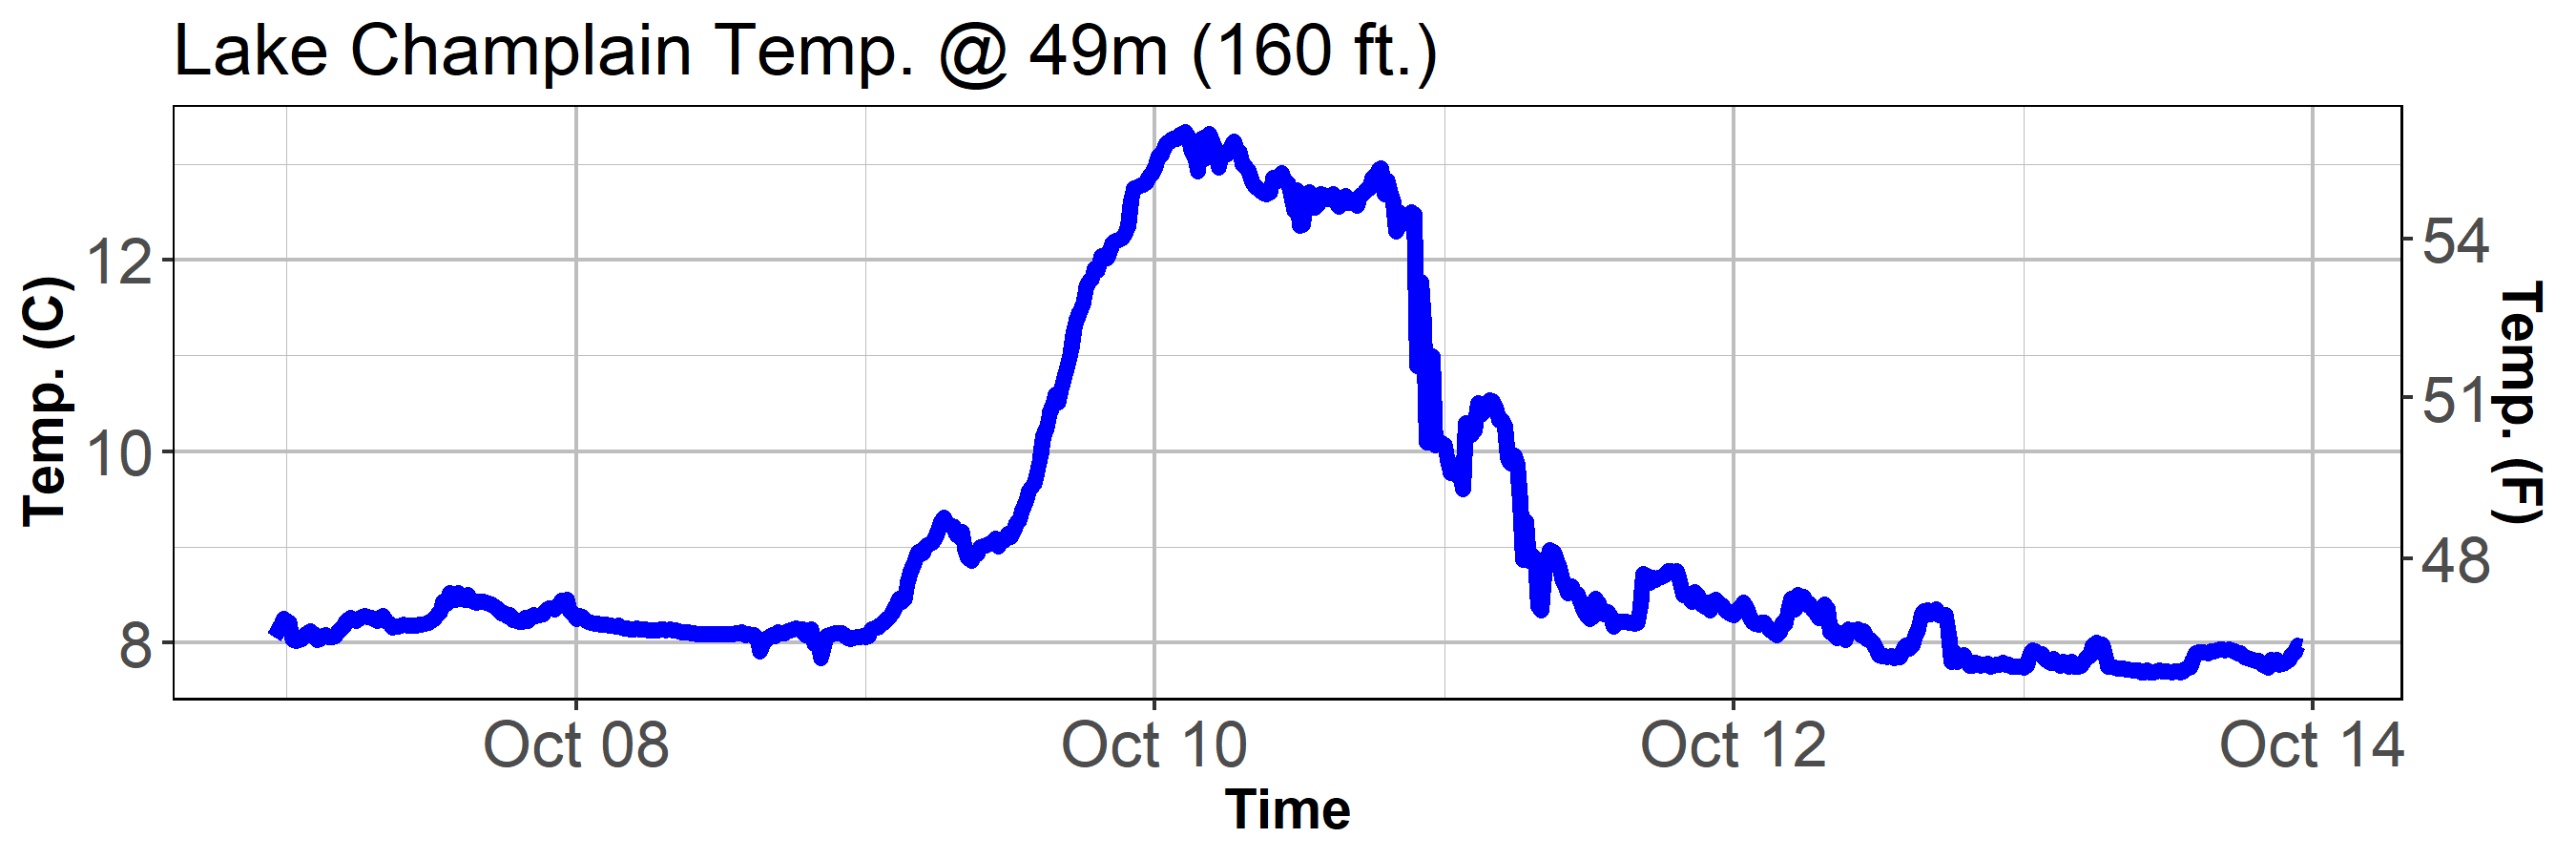 Lake Champlain Temp. @ 49m (160 ft.)
Temp. (C)
12
10
8
54
51
48
Temp. (F)
Oct 08
Oct 10
Oct 12
Oct 14
Time